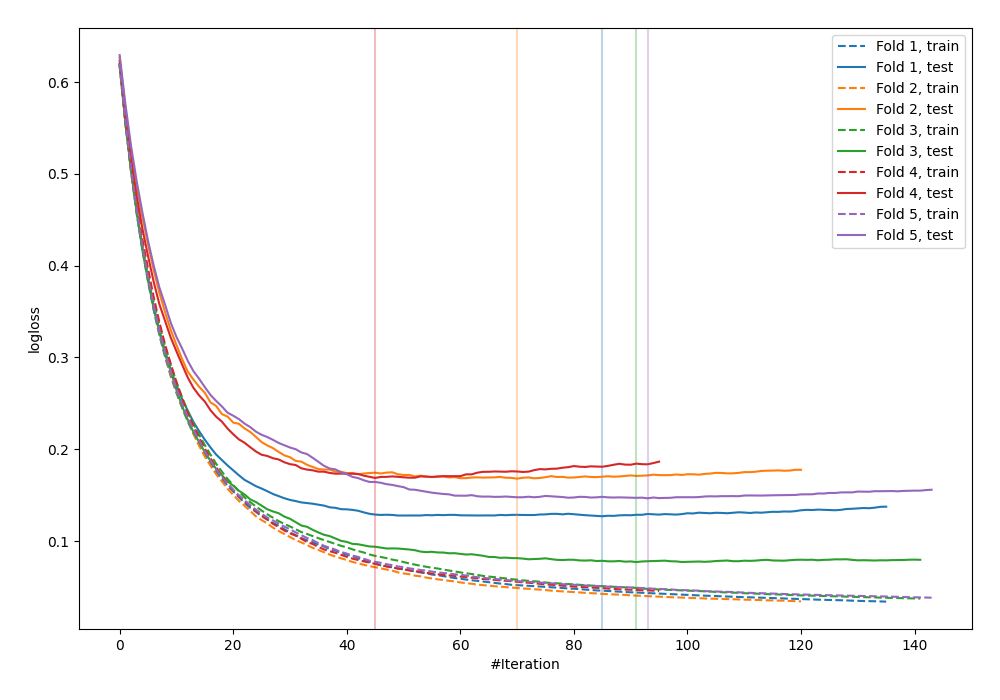 0.6
0.5
0.4
0.3
0.2
0.1
logloss
0 20 40 60 80 100 120 140
#Iteration
Fold 1, train
Fold 1, test
Fold 2, train
Fold 2, test
Fold 3, train
Fold 3, test
Fold 4, train
Fold 4, test
Fold 5, train
Fold 5, test